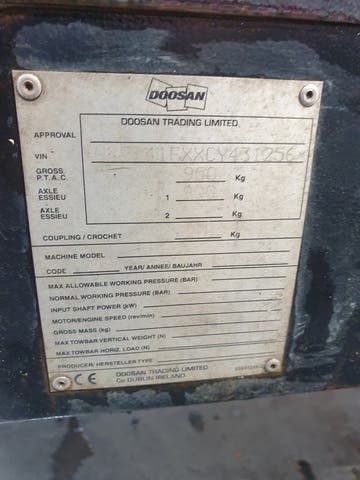 DOOSAN
DOOSAN TRADING LIMITED
APPROVAL
VIN
GROSS
P.T.A.C. 960 Kg
AXLE
ESSIEU 1 Kg
AXLE
ESSIEU 2 Kg
COUPLING / CROCHET Kg
MACHINE MODEL
CODE YEAR/ ANNEE/ BAUJAHR
MAX ALLOWABLE WORKING PRESSURE (BAR)
NORMAL WORKING PRESSURE (BAR)
INPUT SHAFT POWER (kW)
MOTOR/ENGINE SPEED (rev/min)
GROSS MASS (kg)
MAX TOWBAR VERTICAL WEIGHT (N)
MAX TOWBAR HORIZ. LOAD (N)
PRODUCER/ HERSTELLER TYPE
CE
DOOSAN TRADING LIMITED
Co DUBLIN IRELAND